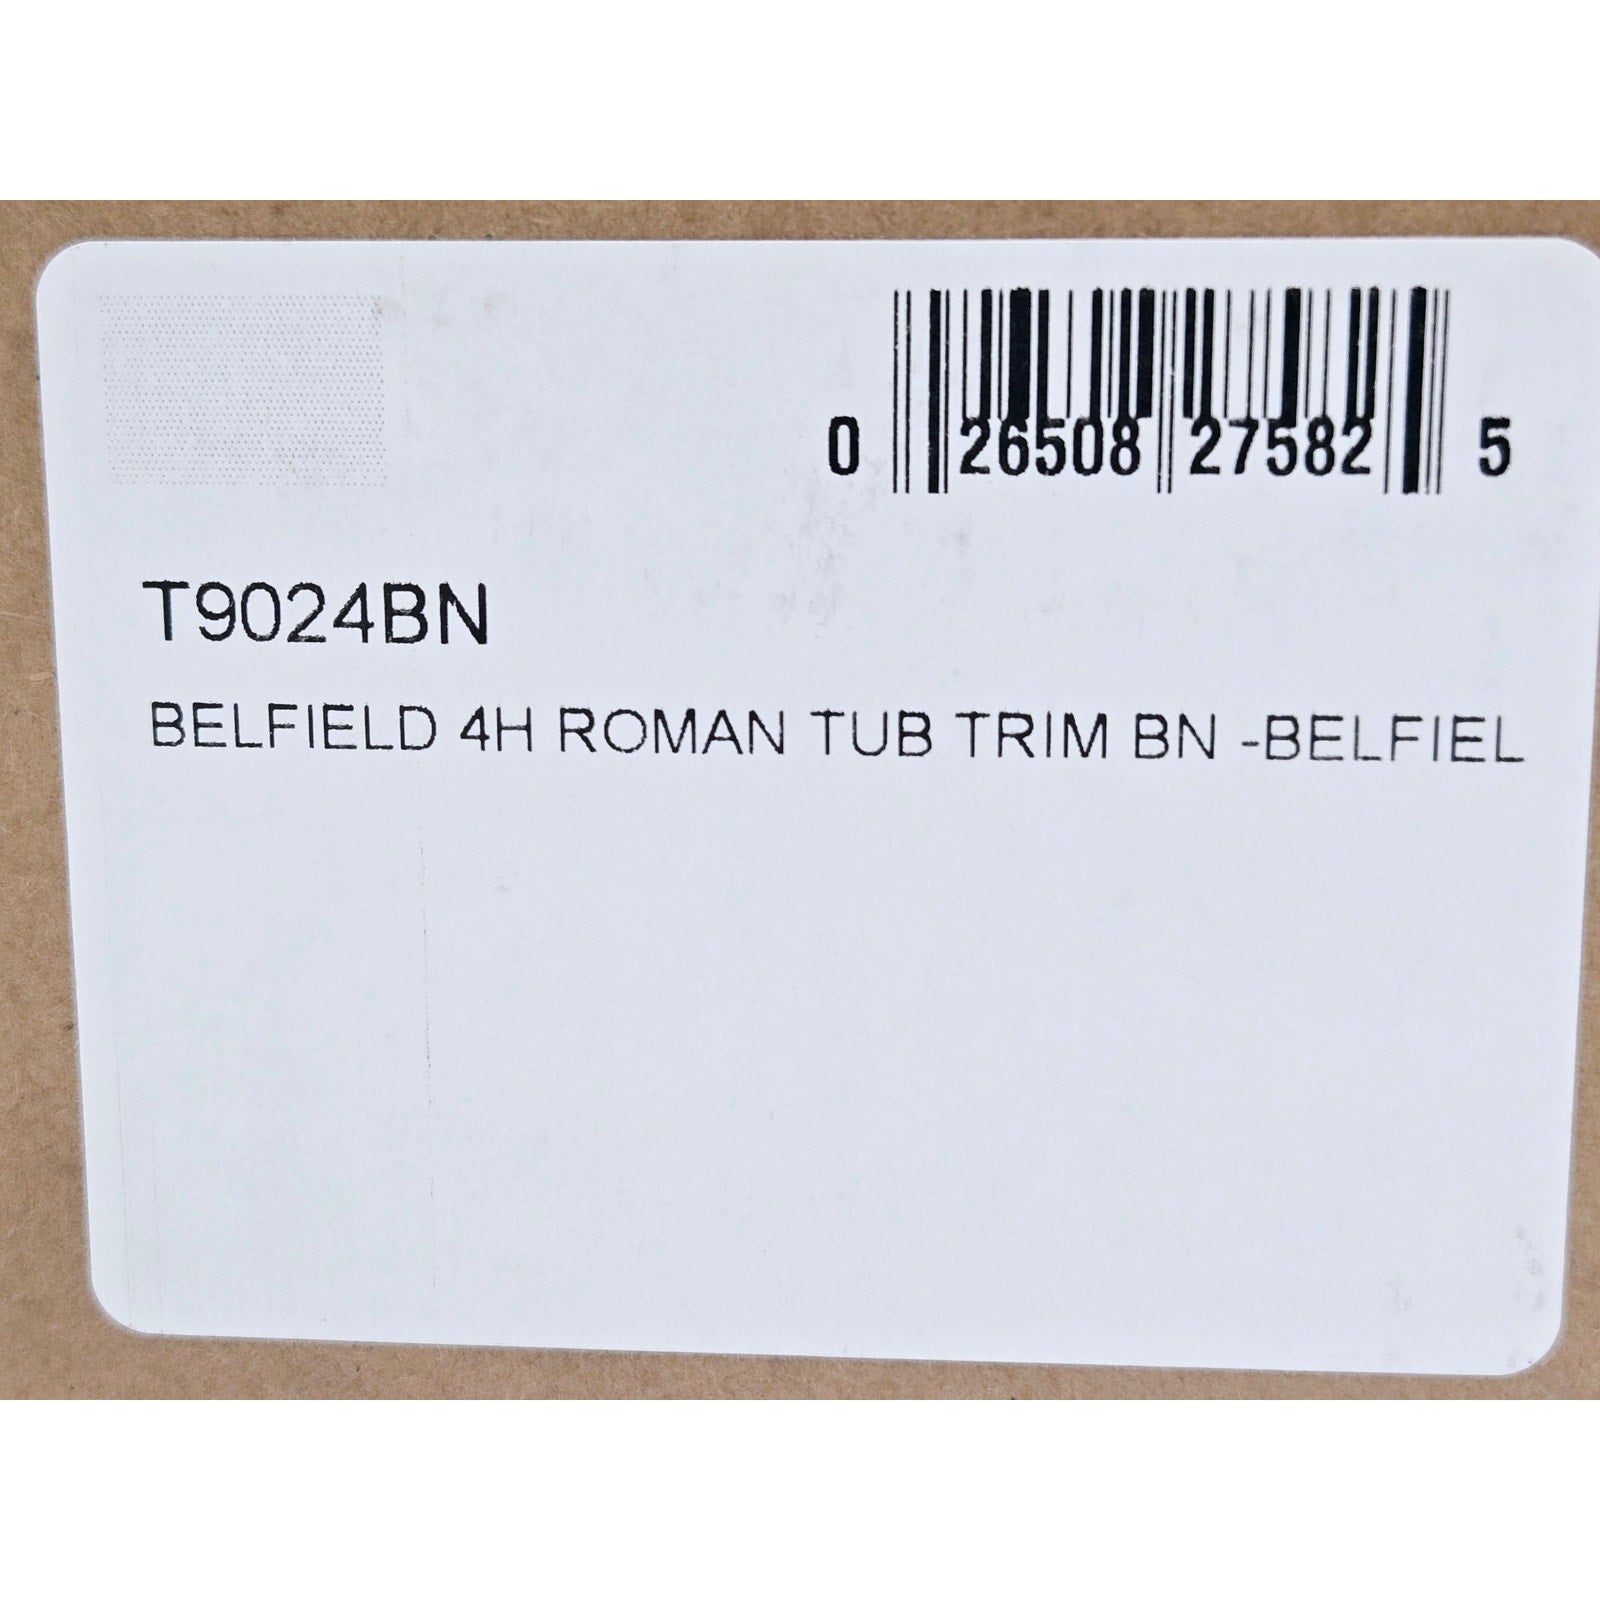 0 26508 27582 5
T9024BN
BELFIELD 4H ROMAN TUB TRIM BN -BELFIEL